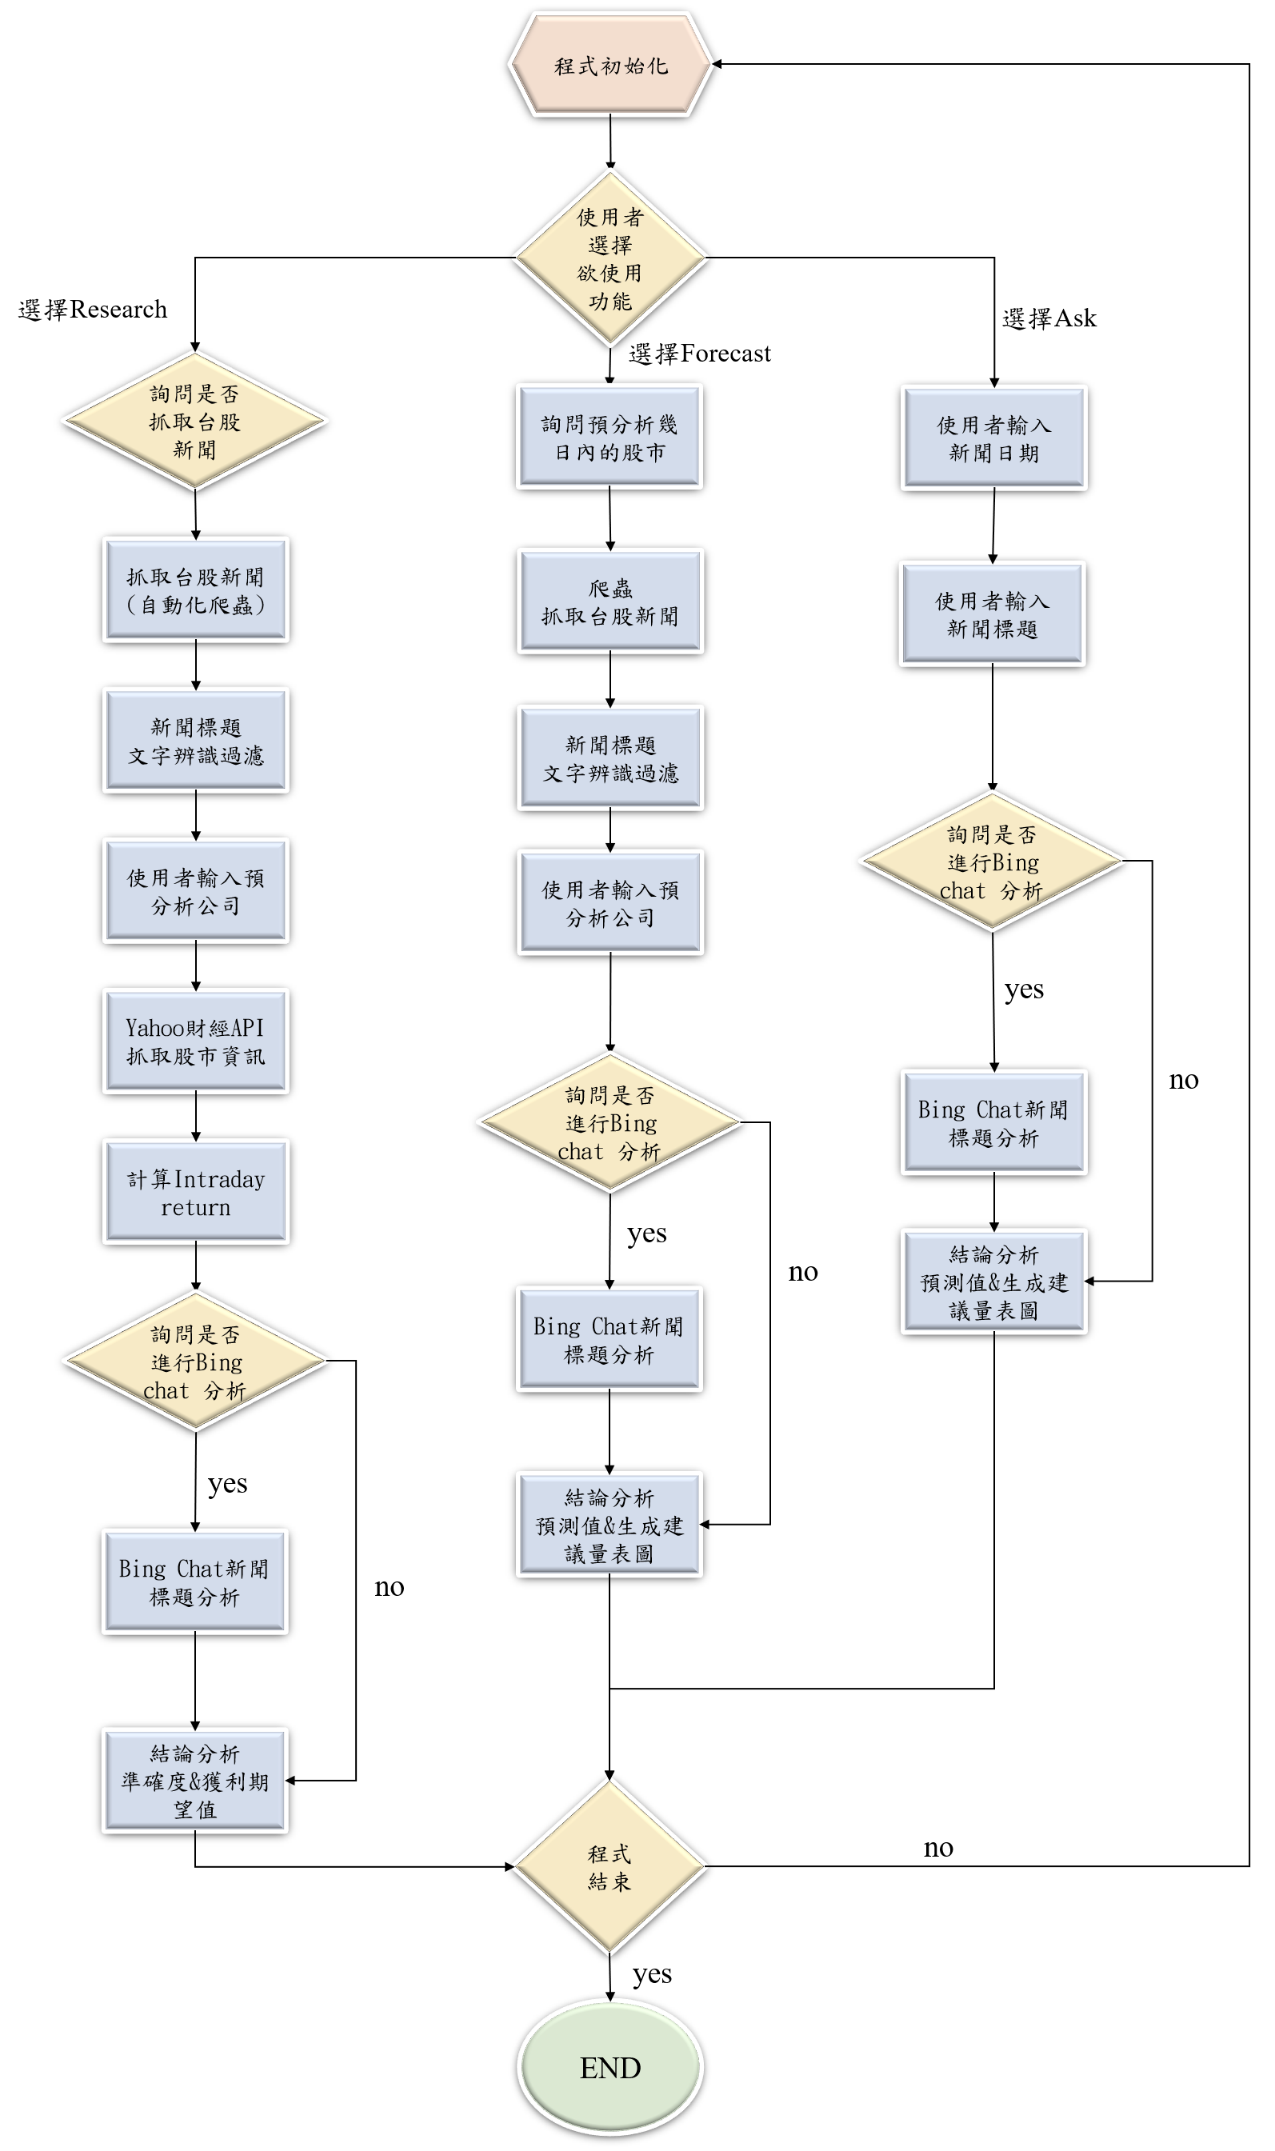 程式初始化
使用者
選擇
欲使用
功能
選擇Research
選擇Forecast
選擇Ask
詢問是否
抓取台股
新聞
抓取台股新聞
（自動化爬蟲）
新聞標題
文字辨識過濾
使用者輸入預
分析公司
Yahoo財經API
抓取股市資訊
計算Intraday
return
詢問是否
進行Bing
chat 分析
yes
no
Bing Chat新聞
標題分析
結論分析
準確度&獲利期
望值
詢問預分析幾
日內的股市
爬蟲
抓取台股新聞
新聞標題
文字辨識過濾
使用者輸入預
分析公司
詢問是否
進行Bing
chat 分析
yes
no
Bing Chat新聞
標題分析
結論分析
預測值&生成建
議量表圖
使用者輸入
新聞日期
使用者輸入
新聞標題
詢問是否
進行Bing
chat 分析
yes
no
Bing Chat新聞
標題分析
結論分析
預測值&生成建
議量表圖
程式
結束
no
yes
END